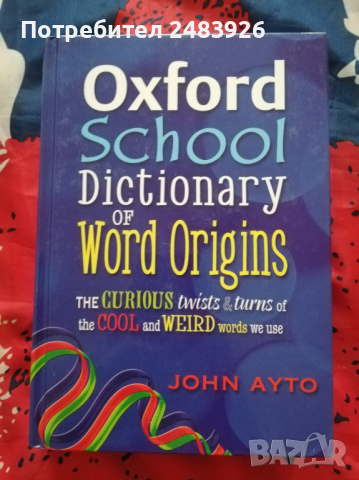 Потребител 2483926
Oxford
School
Dictionary
OF
Word Origins
THE CURIOUS twists & turns of
the COOL and WEIRD words we use
JOHN AYTO
BAZAR